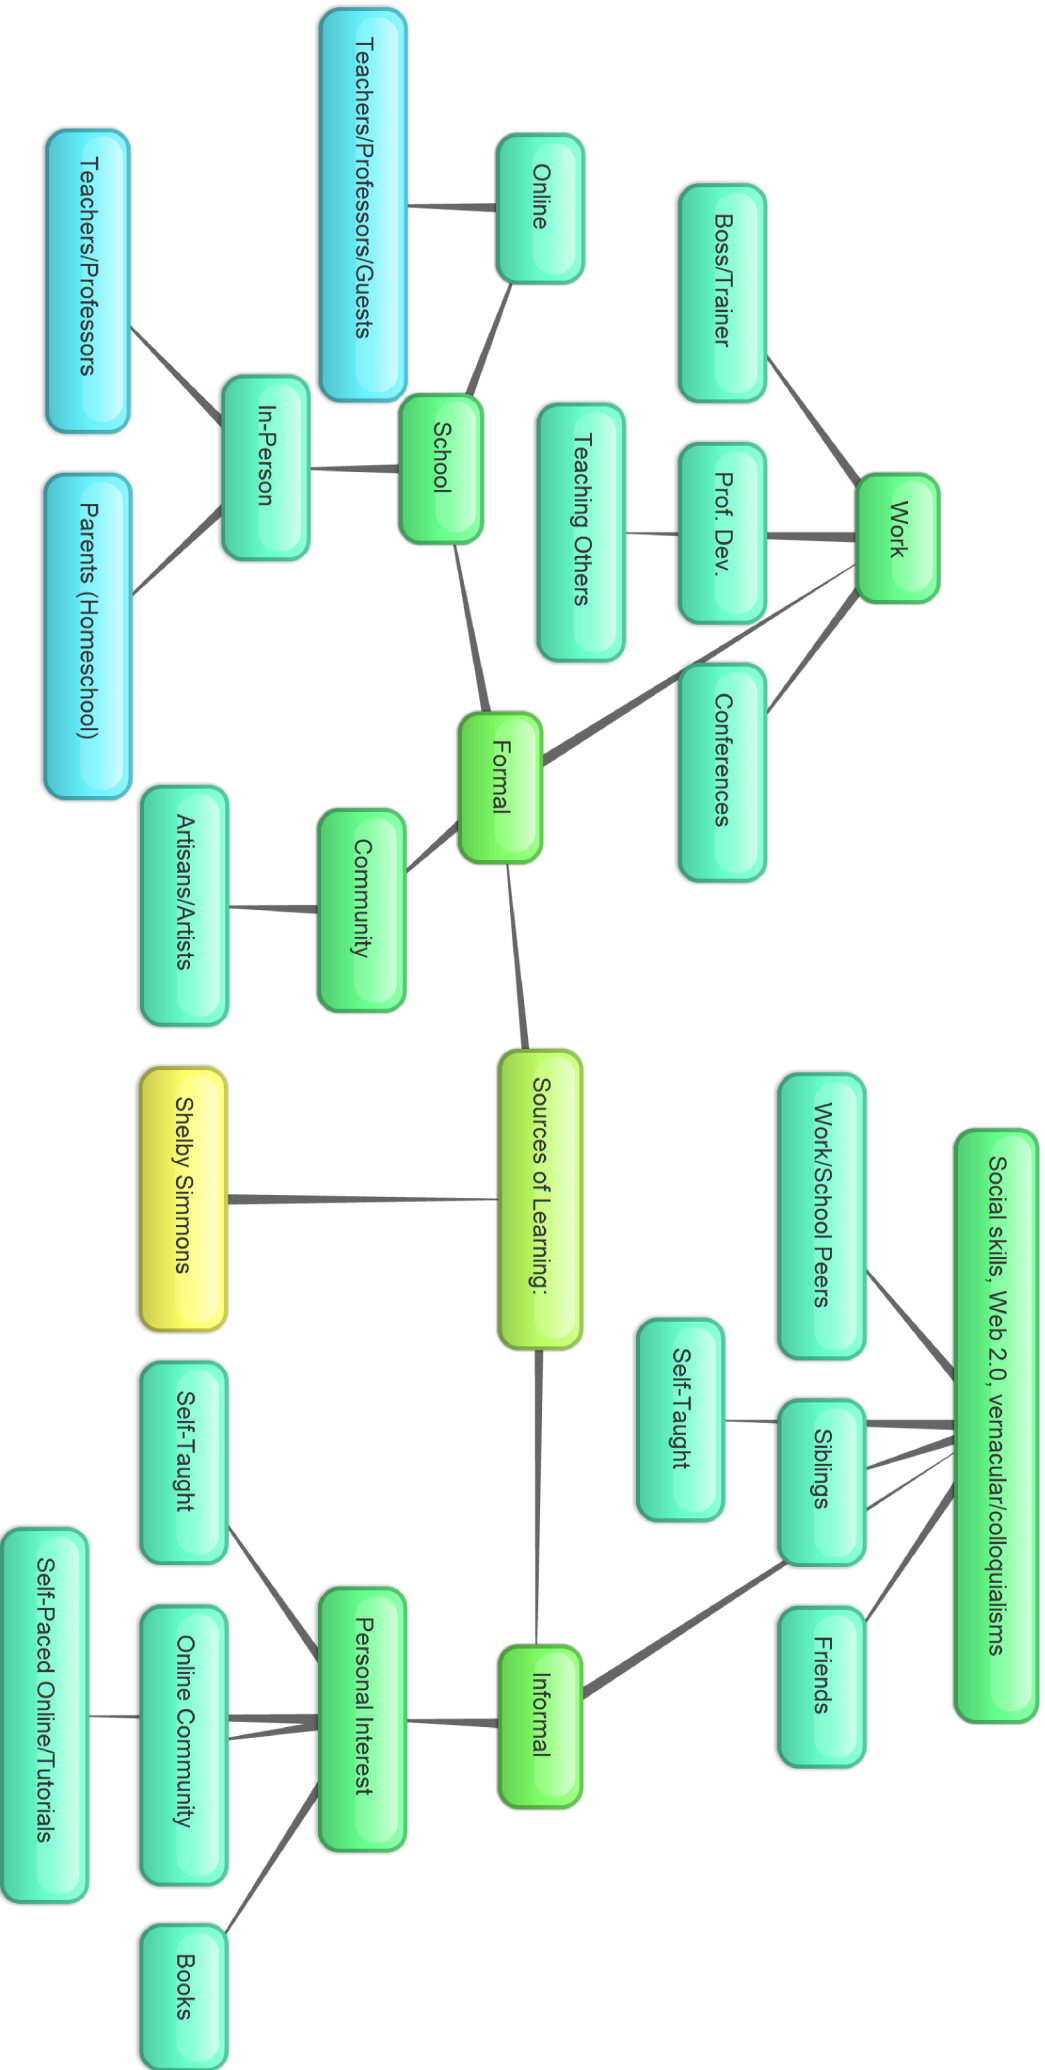 Work
Social skills, Web 2.0, vernacular/colloquialisms
Boss/Trainer
Prof. Dev.
Conferences
Work/School Peers
Siblings
Friends
Teaching Others
Self-Taught
Online
School
Formal
Sources of Learning:
Informal
Teachers/Professors/Guests
In-Person
Community
Personal Interest
Teachers/Professors
Parents (Homeschool)
Artisans/Artists
Shelby Simmons
Self-Taught
Online Community
Books
Self-Paced Online/Tutorials